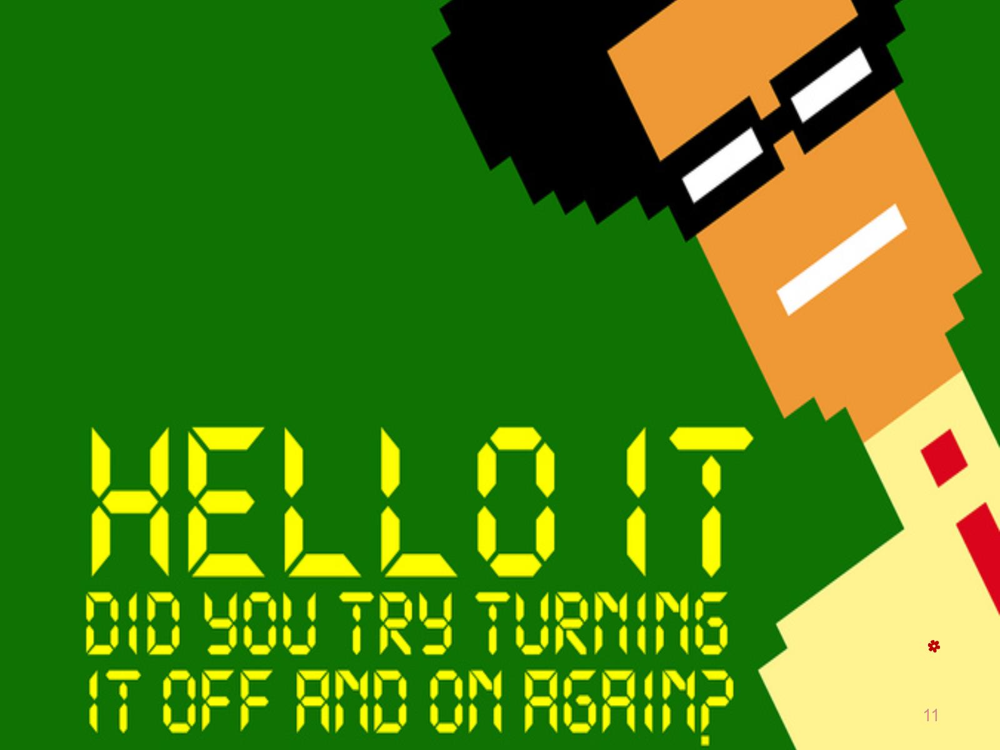 HELLO IT
DID YOU TRY TURNING
IT OFF AND ON AGAIN?
11